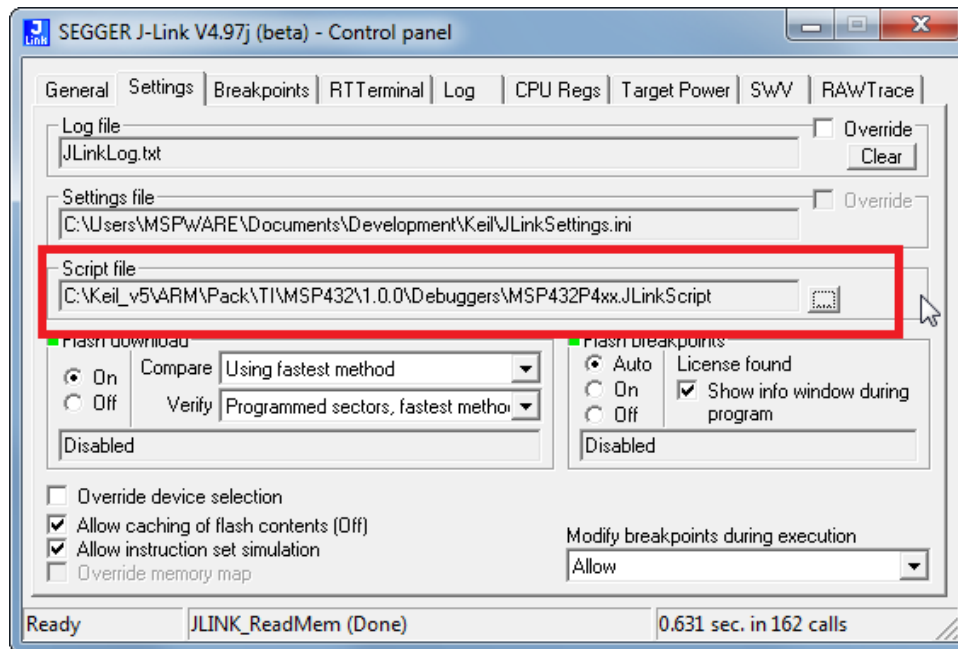 J Link SEGGER J-Link V4.97j (beta) - Control panel
General Settings Breakpoints RTTerminal Log CPU Regs Target Power SWV RAWTrace
Log file Override
JLinkLog.txt Clear
Settings file Override
C:\Users\MSPWARE\Documents\Development\Keil\JLinkSettings.ini
Script file
C:\Keil_v5\ARM\Pack\TI\MSP432\1.0.0\Debuggers\MSP432P4xx.JLinkScript ...
Flash download Flash breakpoints
On Compare Using fastest method Auto License found
Off Verify Programmed sectors, fastest metho On Show info window during
Off program
Disabled Disabled
Override device selection
Allow caching of flash contents (Off)
Allow instruction set simulation Modify breakpoints during execution
Override memory map Allow
Ready JLINK_ReadMem (Done) 0.631 sec. in 162 calls